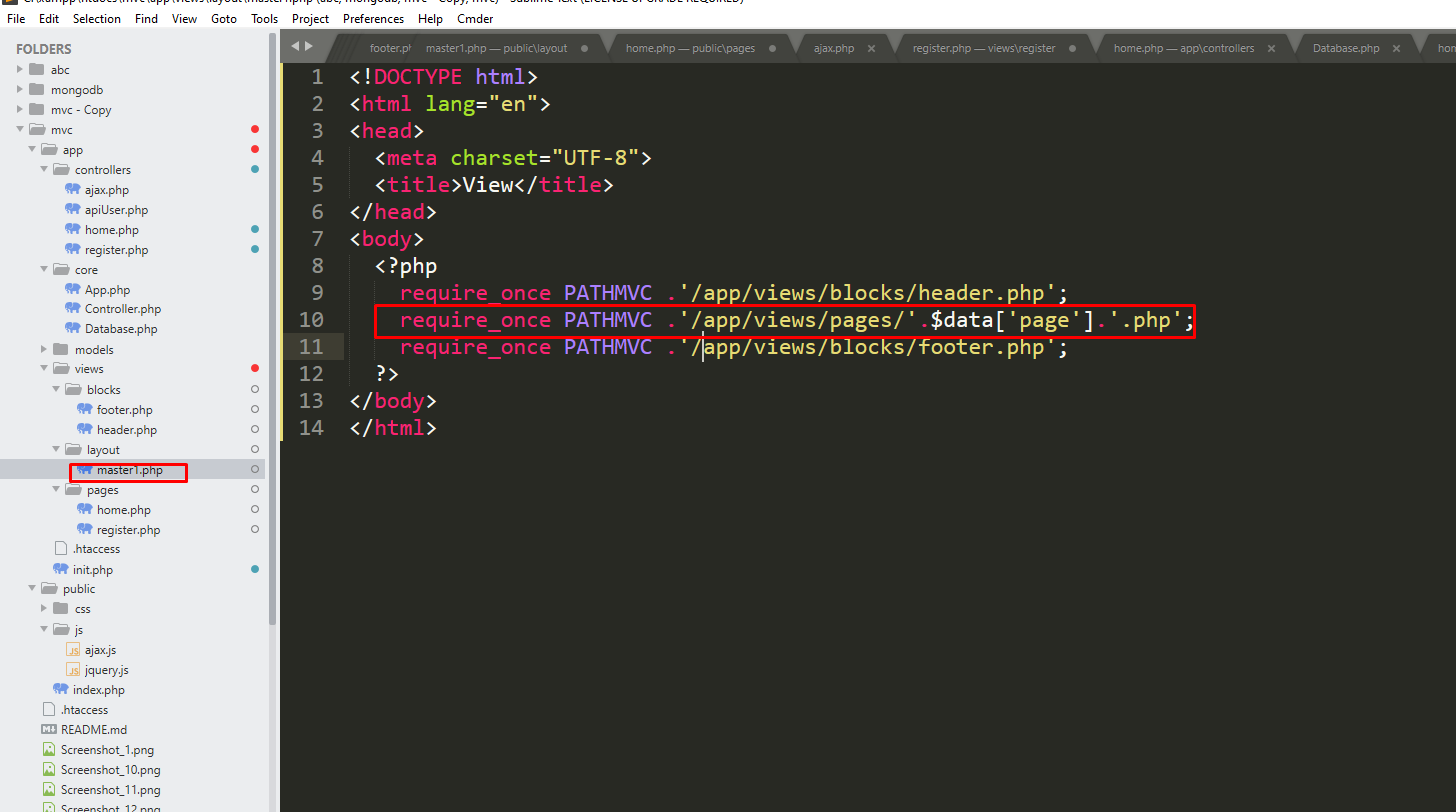 File Edit Selection Find View Goto Tools Project Preferences Help Cmder
FOLDERS
abc
mongodb
mvc - Copy
mvc
app
controllers
ajax.php
apiUser.php
home.php
register.php
core
App.php
Controller.php
Database.php
models
views
blocks
footer.php
header.php
layout
master1.php
pages
home.php
register.php
.htaccess
init.php
public
css
js
JS ajax.js
JS jquery.js
index.php
.htaccess
README.md
Screenshot_1.png
Screenshot_10.png
Screenshot_11.png
Screenshot_12.png
footer.ph master1.php — public\layout home.php — public\pages ajax.php register.php — views\register home.php — app\controllers Database.php hom
1 <!DOCTYPE html>
2 <html lang="en">
3 <head>
4 <meta charset="UTF-8">
5 <title>View</title>
6 </head>
7 <body>
8 <?php
9 require_once PATHMVC .'/app/views/blocks/header.php';
10 require_once PATHMVC .'/app/views/pages/'.$data['page'].'.php';
11 require_once PATHMVC .'/app/views/blocks/footer.php';
12 ?>
13 </body>
14 </html>